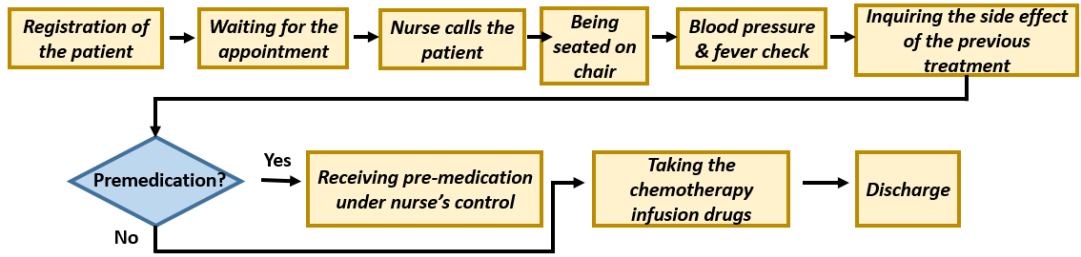 Registration of
the patient
Waiting for the
appointment
Nurse calls the
patient
Being
seated on
chair
Blood pressure
& fever check
Inquiring the side effect
of the previous
treatment
Premedication?
Yes
No
Receiving pre-medication
under nurse's control
Taking the
chemotherapy
infusion drugs
Discharge